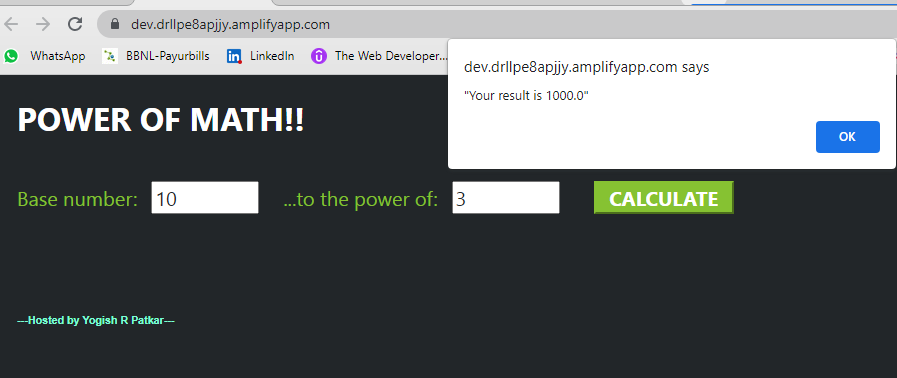 dev.drllpe8apjjy.amplifyapp.com
WhatsApp BBNL-Payurbills LinkedIn The Web Developer...
dev.drllpe8apjjy.amplifyapp.com says
"Your result is 1000.0"
OK
POWER OF MATH!!
Base number: 10 ...to the power of: 3 CALCULATE
---Hosted by Yogish R Patkar---